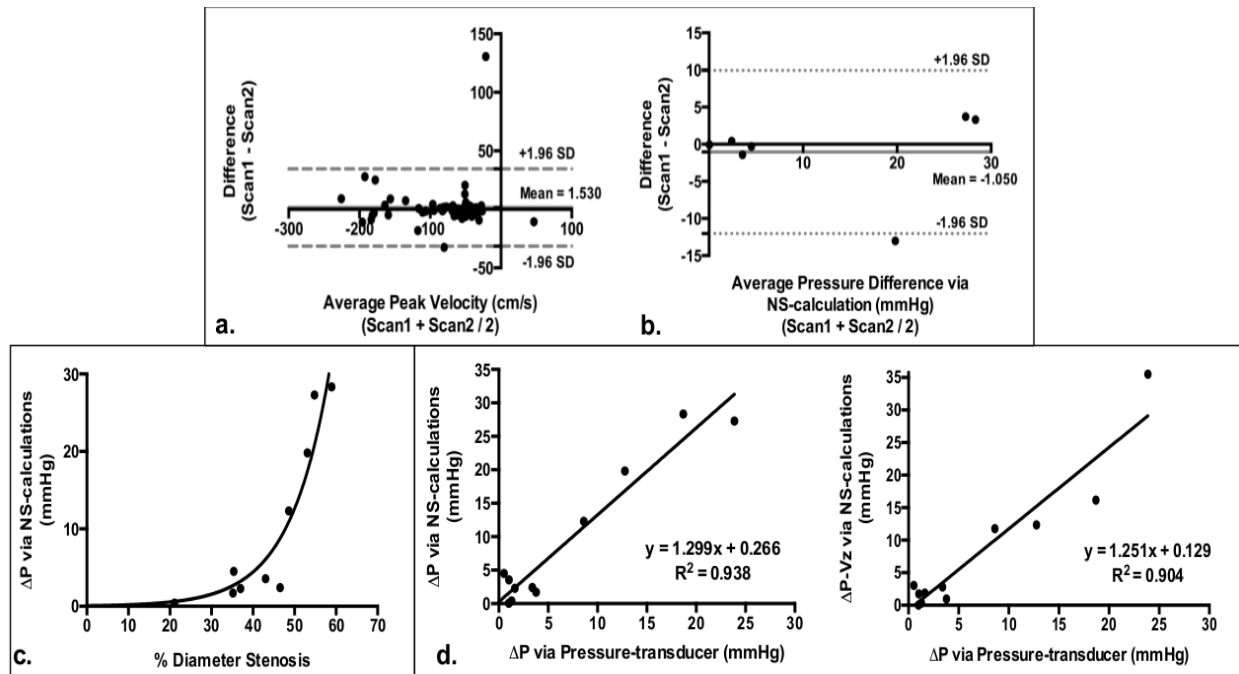 150
100
50
-50
-300
-200
-100
100
+1.96 SD
Mean = 1.530
-1.96 SD
Difference
(Scan1 - Scan2)
Average Peak Velocity (cm/s)
(Scan1 + Scan2 / 2)
a.
15
10
5
0
-5
-10
-15
10
20
30
+1.96 SD
Mean = -1.050
-1.96 SD
Difference
(Scan1 - Scan2)
Average Pressure Difference via
NS-calculation (mmHg)
(Scan1 + Scan2 / 2)
b.
30
20
10
0
0
10
20
30
40
50
60
70
ΔP via NS-calculations
(mmHg)
% Diameter Stenosis
c.
35
30
25
20
15
10
5
0
0
5
10
15
20
25
30
ΔP via NS-calculations
(mmHg)
y = 1.299x + 0.266
R² = 0.938
ΔP via Pressure-transducer (mmHg)
d.
35
30
25
20
15
10
5
0
0
5
10
15
20
25
30
ΔP-Vz via NS-calculations
(mmHg)
y = 1.251x + 0.129
R² = 0.904
ΔP via Pressure-transducer (mmHg)